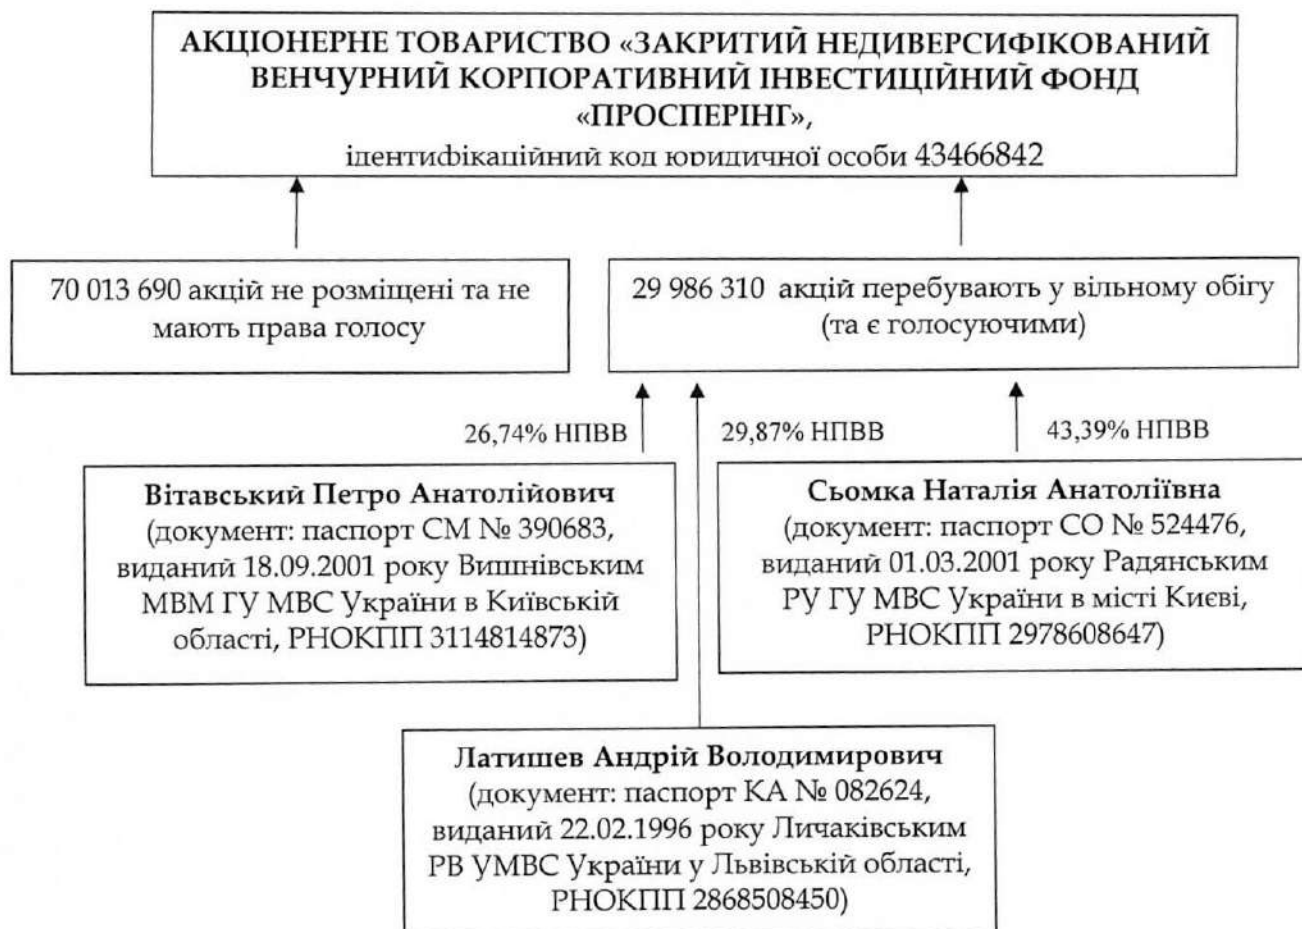 АКЦІОНЕРНЕ ТОВАРИСТВО «ЗАКРИТИЙ НЕДИВЕРСИФІКОВАНИЙ
ВЕНЧУРНИЙ КОРПОРАТИВНИЙ ІНВЕСТИЦІЙНИЙ ФОНД
«ПРОСПЕРІНГ»,
ідентифікаційний код юридичної особи 43466842
70 013 690 акцій не розміщені та не
мають права голосу
29 986 310 акцій перебувають у вільному обігу
(та є голосуючими)
26,74% НПВВ
29,87% НПВВ
43,39% НПВВ
Вітавський Петро Анатолійович
(документ: паспорт СМ № 390683,
виданий 18.09.2001 року Вишнівським
МВМ ГУ МВС України в Київській
області, РНОКПП 3114814873)
Сьомка Наталія Анатоліївна
(документ: паспорт СО № 524476,
виданий 01.03.2001 року Радянським
РУ ГУ МВС України в місті Києві,
РНОКПП 2978608647)
Латишев Андрій Володимирович
(документ: паспорт КА № 082624,
виданий 22.02.1996 року Личаківським
РВ УМВС України у Львівській області,
РНОКПП 2868508450)